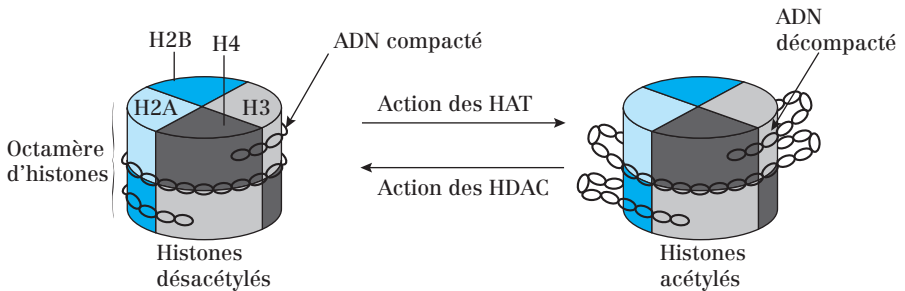 H2B
H4
ADN compacté
H2A
H3
Octamère
d'histones
Histones
désacétylés
Action des HAT
Action des HDAC
ADN
décompacté
Histones
acétylés